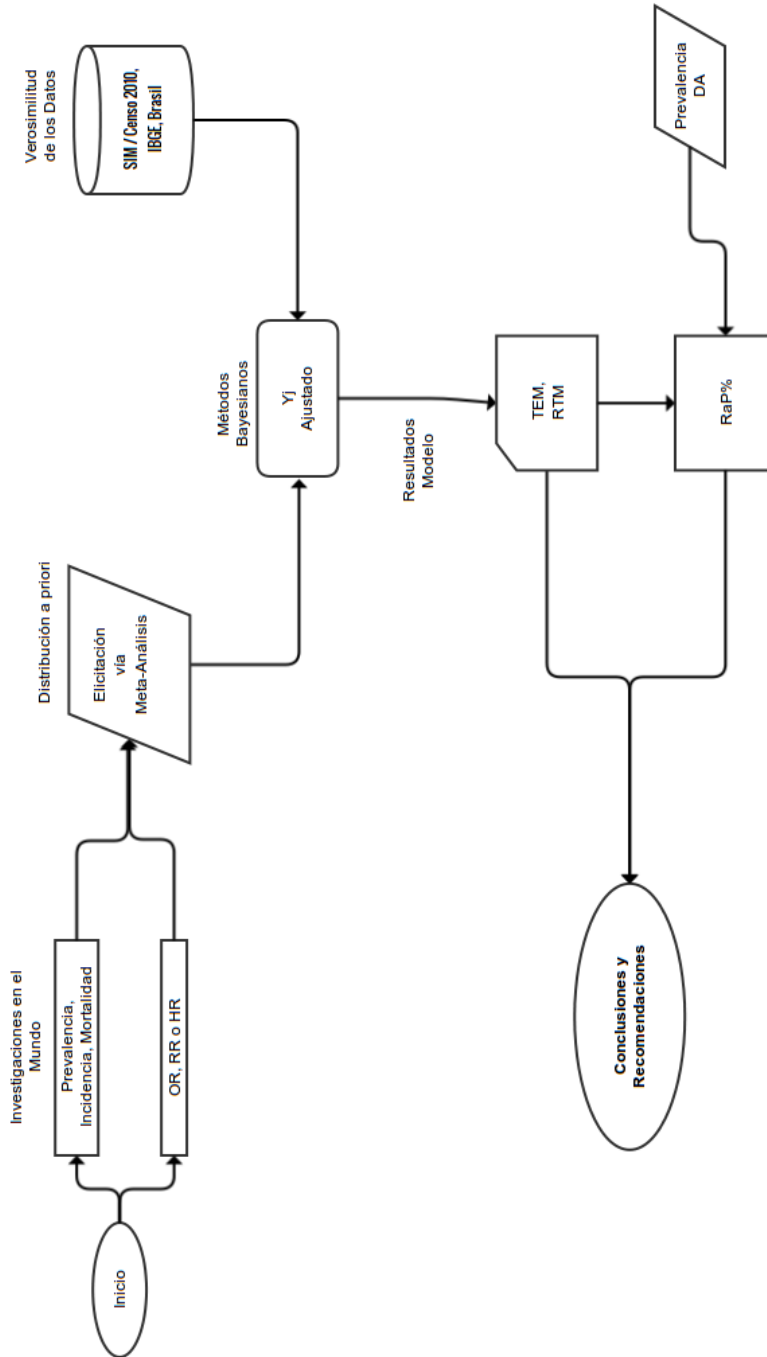 Inicio
Investigaciones en el
Mundo
Prevalencia,
Incidencia, Mortalidad
OR, RR o HR
Distribución a priori
Elicitación
vía
Meta-Análisis
Métodos
Bayesianos
Yj
Ajustado
Verosimilitud
de los Datos
SIM / Censo 2010,
IBGE, Brasil
Resultados
Modelo
TEM,
RTM
RaP%
Prevalencia
DA
Conclusiones y
Recomendaciones